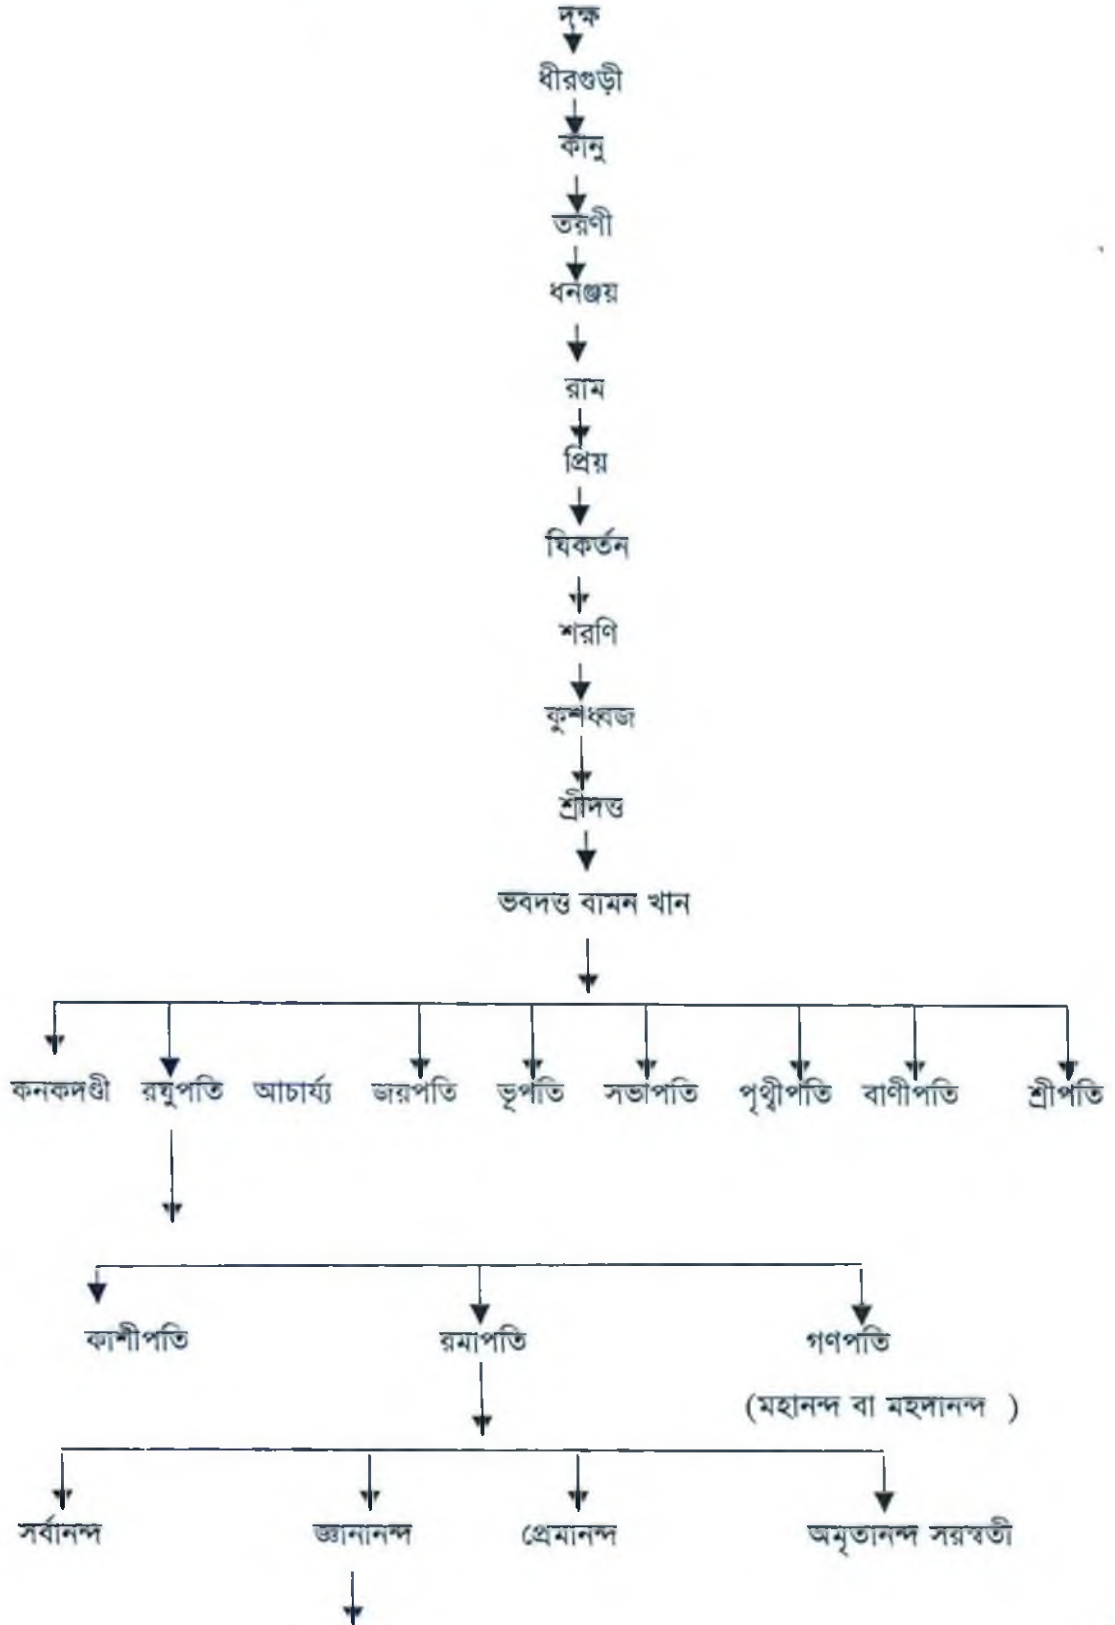 দক্ষ
ধীরগুড়ী
কানু
তরণী
ধনঞ্জয়
রাম
প্রিয়
ঘিকর্তন
শরণি
কুশধ্বজ
শ্রীদত্ত
ভবদত্ত বামন খান
কনকদণ্ডী রঘুপতি আচার্য্য জয়পতি ভূপতি সভাপতি পৃথ্বীপতি বাণীপতি শ্রীপতি
কাশীপতি রমাপতি গণপতি
(মহানন্দ বা মহদানন্দ )
সর্বানন্দ জ্ঞানানন্দ প্রেমানন্দ অমৃতানন্দ সরস্বতী